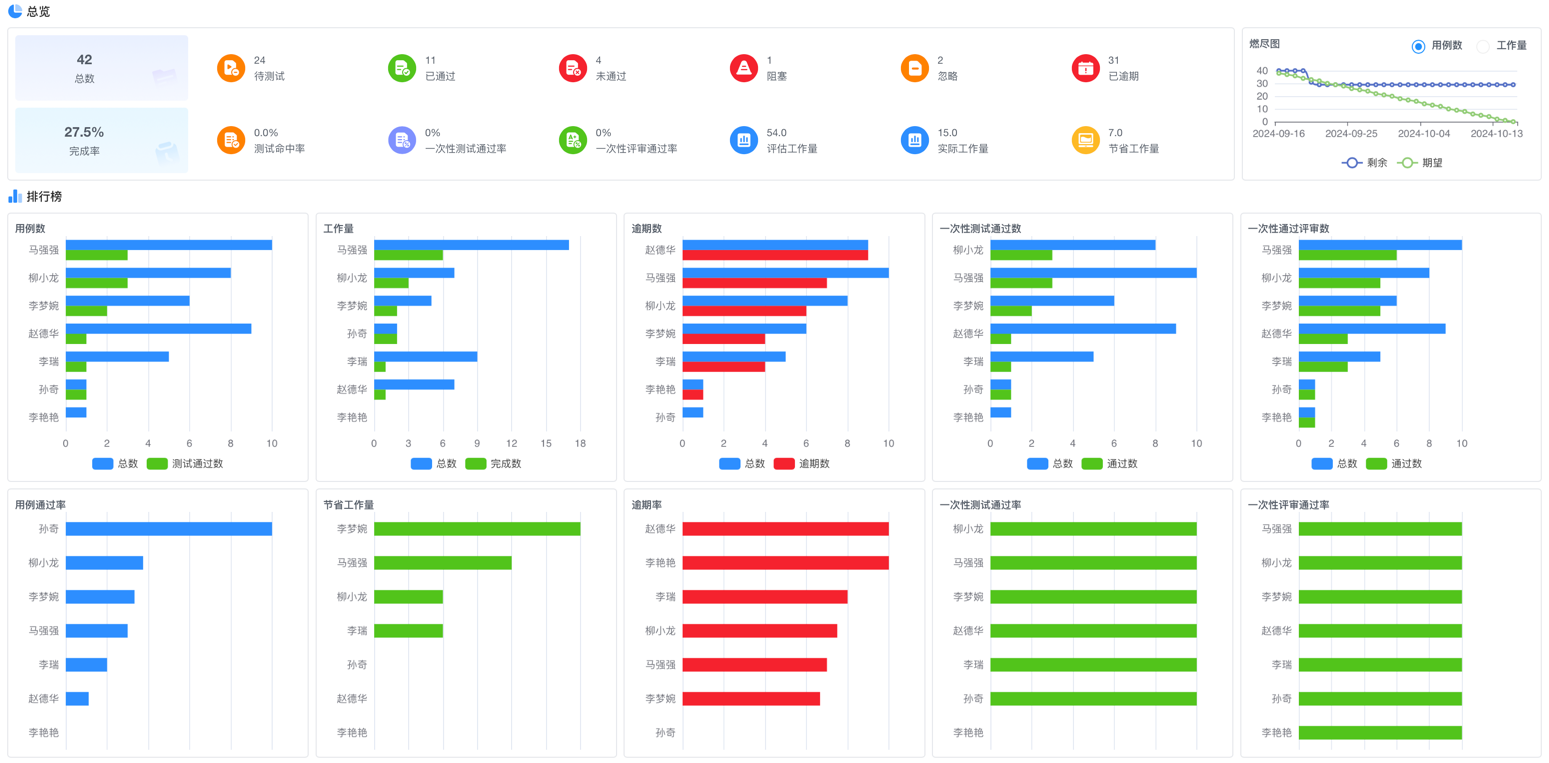 总览
42
总数
24
待测试
11
已通过
4
未通过
1
阻塞
2
忽略
31
已逾期
27.5%
完成率
0.0%
测试命中率
0%
一次性测试通过率
0%
一次性评审通过率
54.0
评估工作量
15.0
实际工作量
7.0
节省工作量
燃尽图
用例数 工作量
40
30
20
10
0
2024-09-16 2024-09-25 2024-10-04 2024-10-13
剩余 期望
排行榜
用例数
马强强
柳小龙
李梦婉
赵德华
李瑞
孙奇
李艳艳
0 2 4 6 8 10
总数 测试通过数
工作量
马强强
柳小龙
李梦婉
孙奇
李瑞
赵德华
李艳艳
0 3 6 9 12 15 18
总数 完成数
逾期数
赵德华
马强强
柳小龙
李梦婉
李瑞
李艳艳
孙奇
0 2 4 6 8 10
总数 逾期数
一次性测试通过数
柳小龙
马强强
李梦婉
赵德华
李瑞
孙奇
李艳艳
0 2 4 6 8 10
总数 通过数
一次性通过评审数
马强强
柳小龙
李梦婉
赵德华
李瑞
孙奇
李艳艳
0 2 4 6 8 10
总数 通过数
用例通过率
孙奇
柳小龙
李梦婉
马强强
李瑞
赵德华
李艳艳
节省工作量
李梦婉
马强强
柳小龙
李瑞
孙奇
赵德华
李艳艳
逾期率
赵德华
李艳艳
李瑞
柳小龙
马强强
李梦婉
孙奇
一次性测试通过率
柳小龙
马强强
李梦婉
赵德华
李瑞
孙奇
李艳艳
一次性评审通过率
马强强
柳小龙
李梦婉
赵德华
李瑞
孙奇
李艳艳